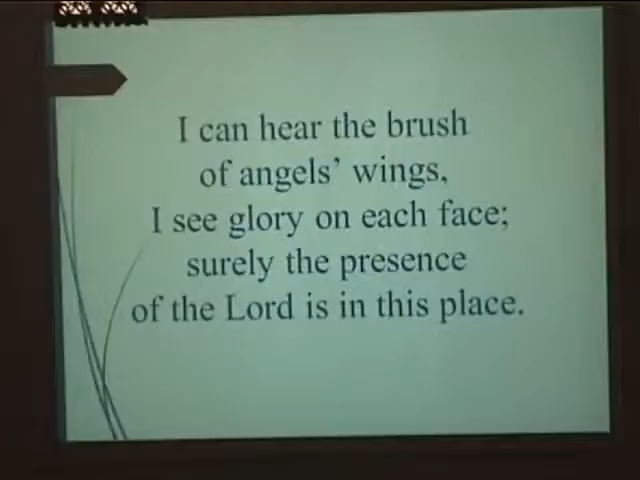 I can hear the brush
of angels’ wings,
I see glory on each face;
surely the presence
of the Lord is in this place.